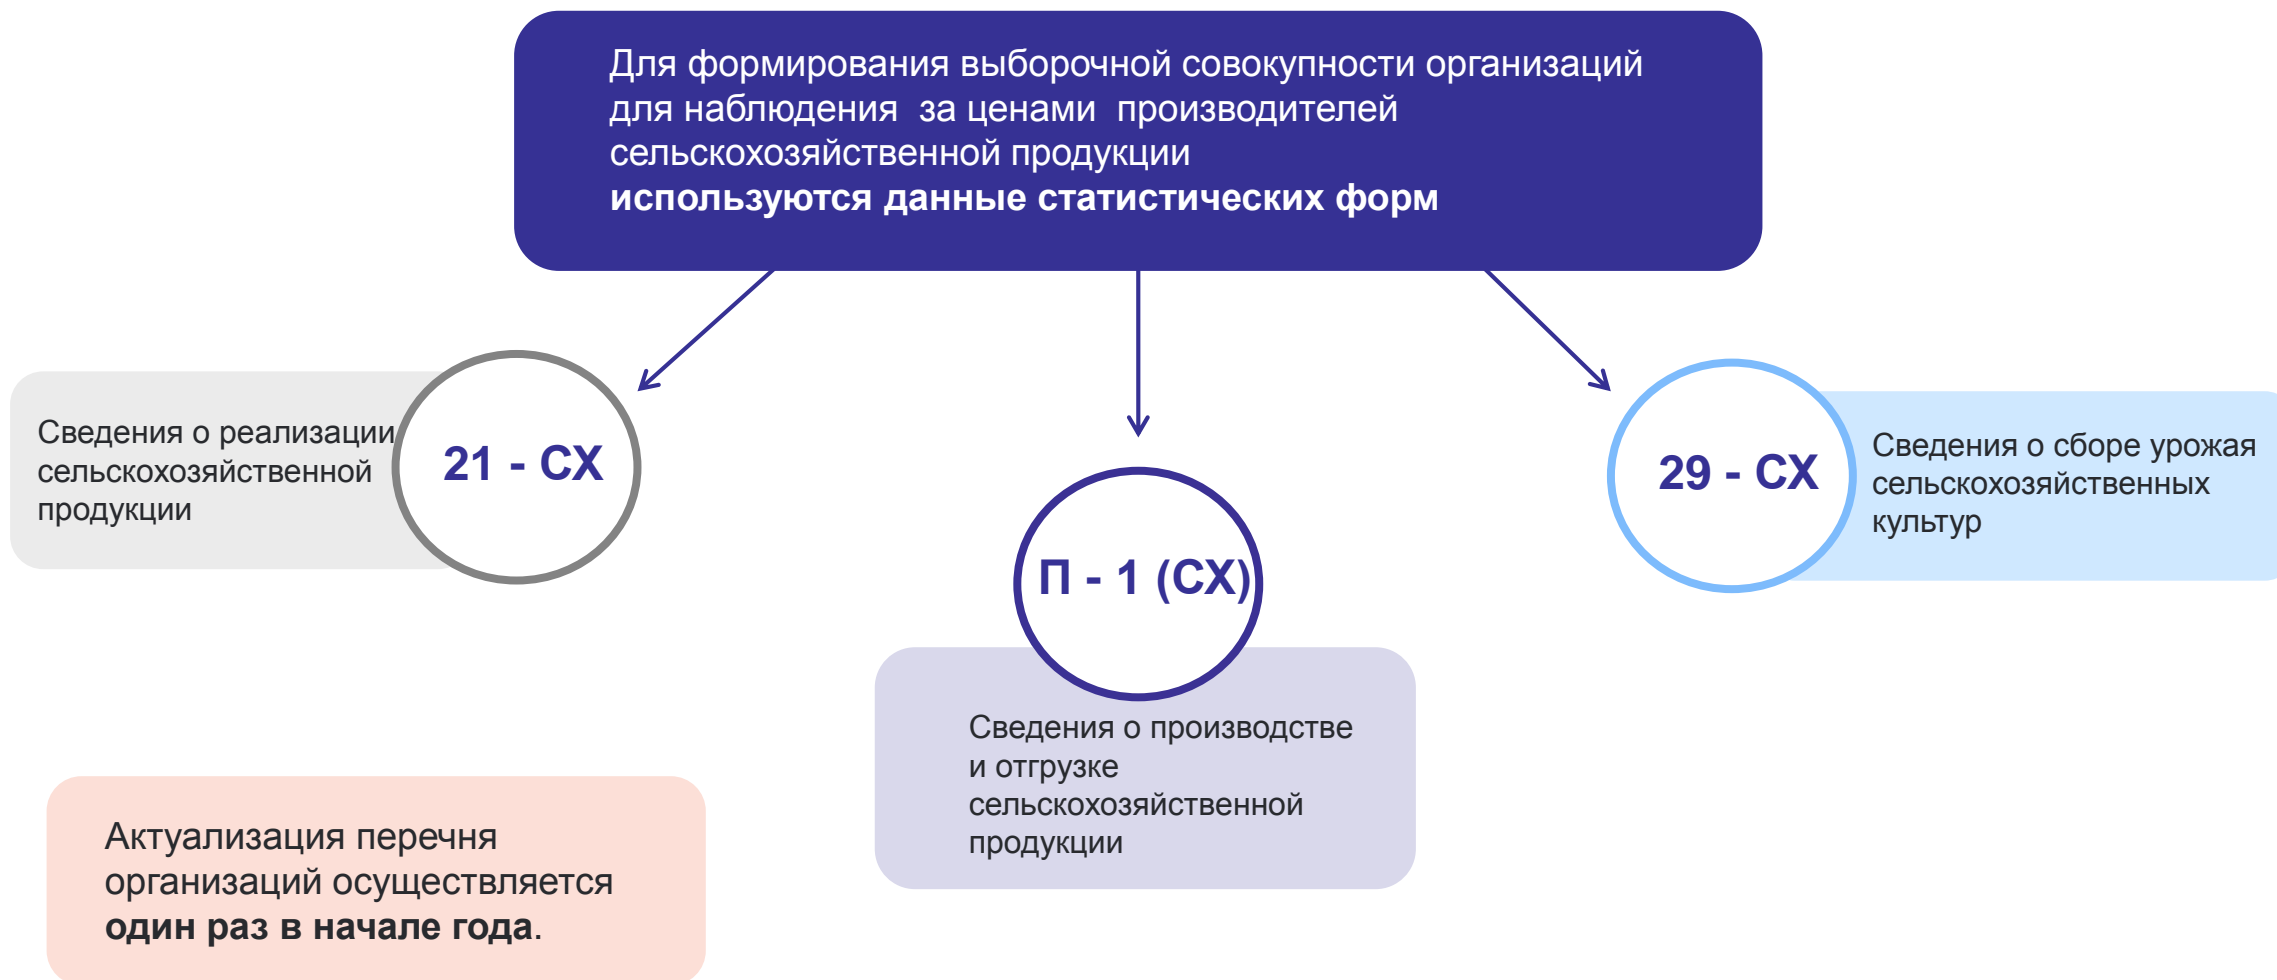 Для формирования выборочной совокупности организаций
для наблюдения за ценами производителей
сельскохозяйственной продукции
используются данные статистических форм
Сведения о реализации
сельскохозяйственной
продукции
21 - СХ
П - 1 (СХ)
Сведения о производстве
и отгрузке
сельскохозяйственной
продукции
29 - СХ
Сведения о сборе урожая
сельскохозяйственных
культур
Актуализация перечня
организаций осуществляется
один раз в начале года.